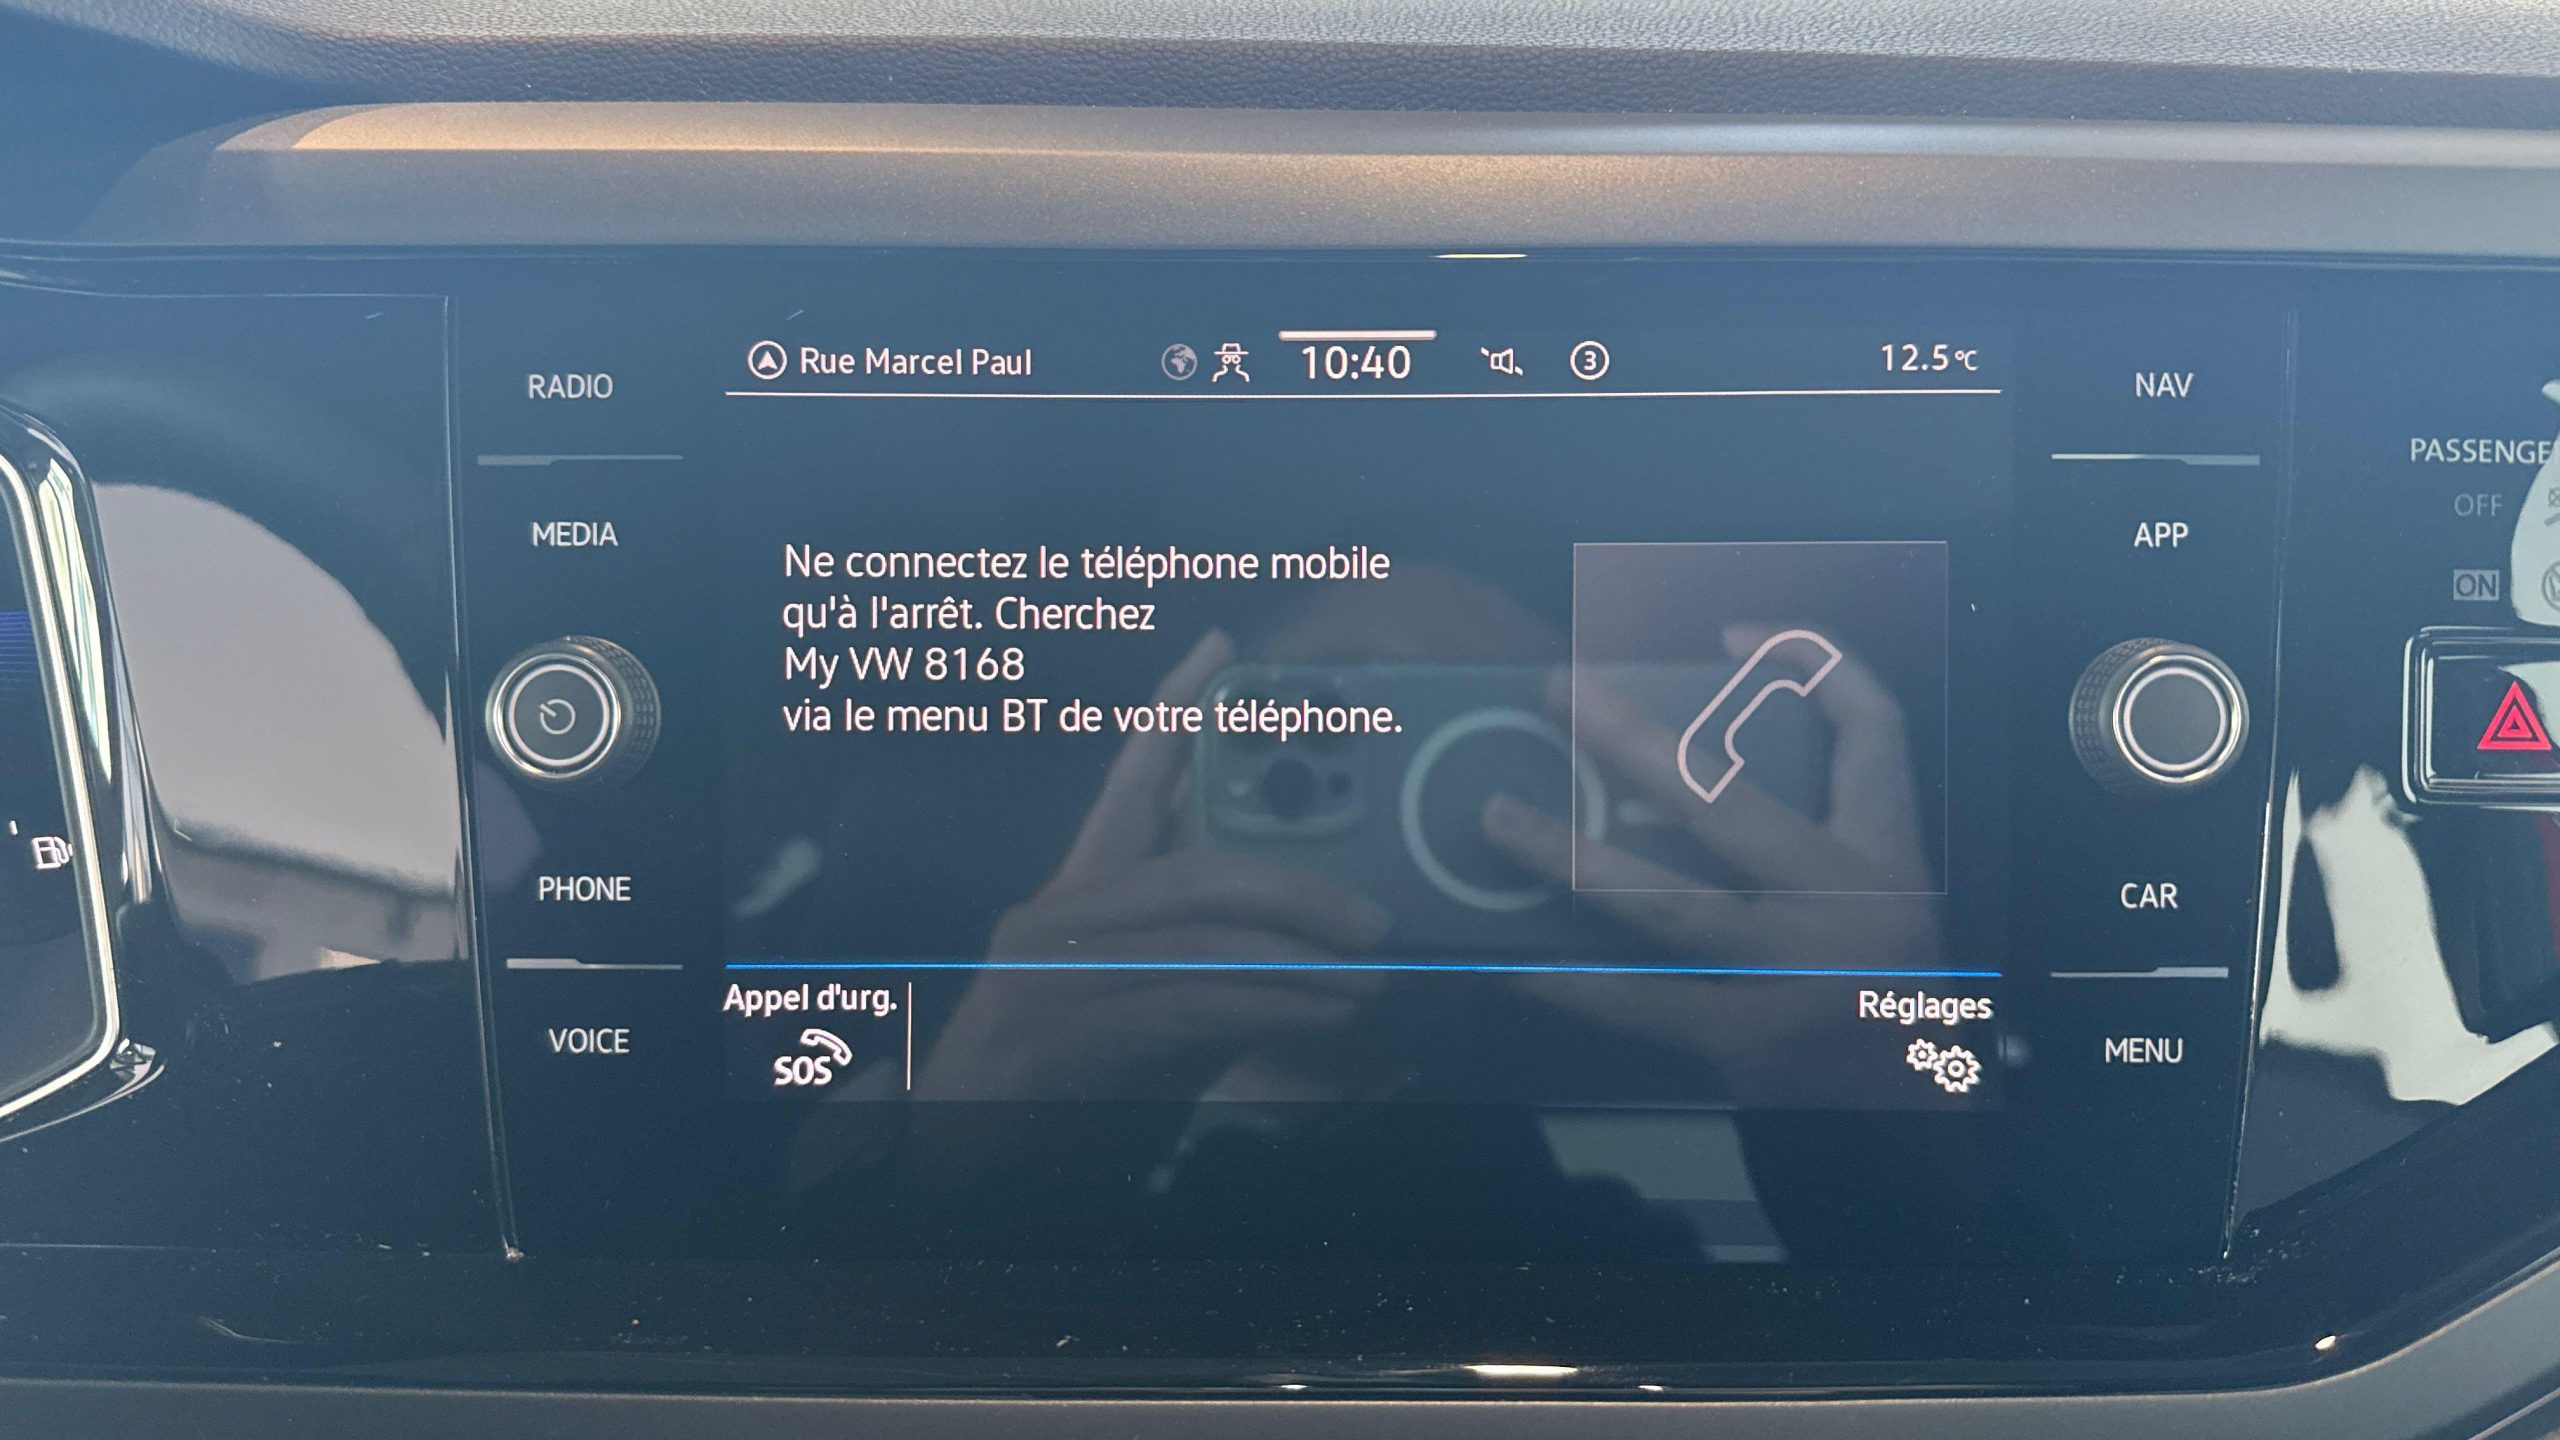 Rue Marcel Paul
10:40
3
12.5°C
RADIO
NAV
PASSENGE
OFF
MEDIA
APP
ON
Ne connectez le téléphone mobile
qu'à l'arrêt. Cherchez
My VW 8168
via le menu BT de votre téléphone.
PHONE
CAR
Appel d'urg.
SOS
Réglages
VOICE
MENU